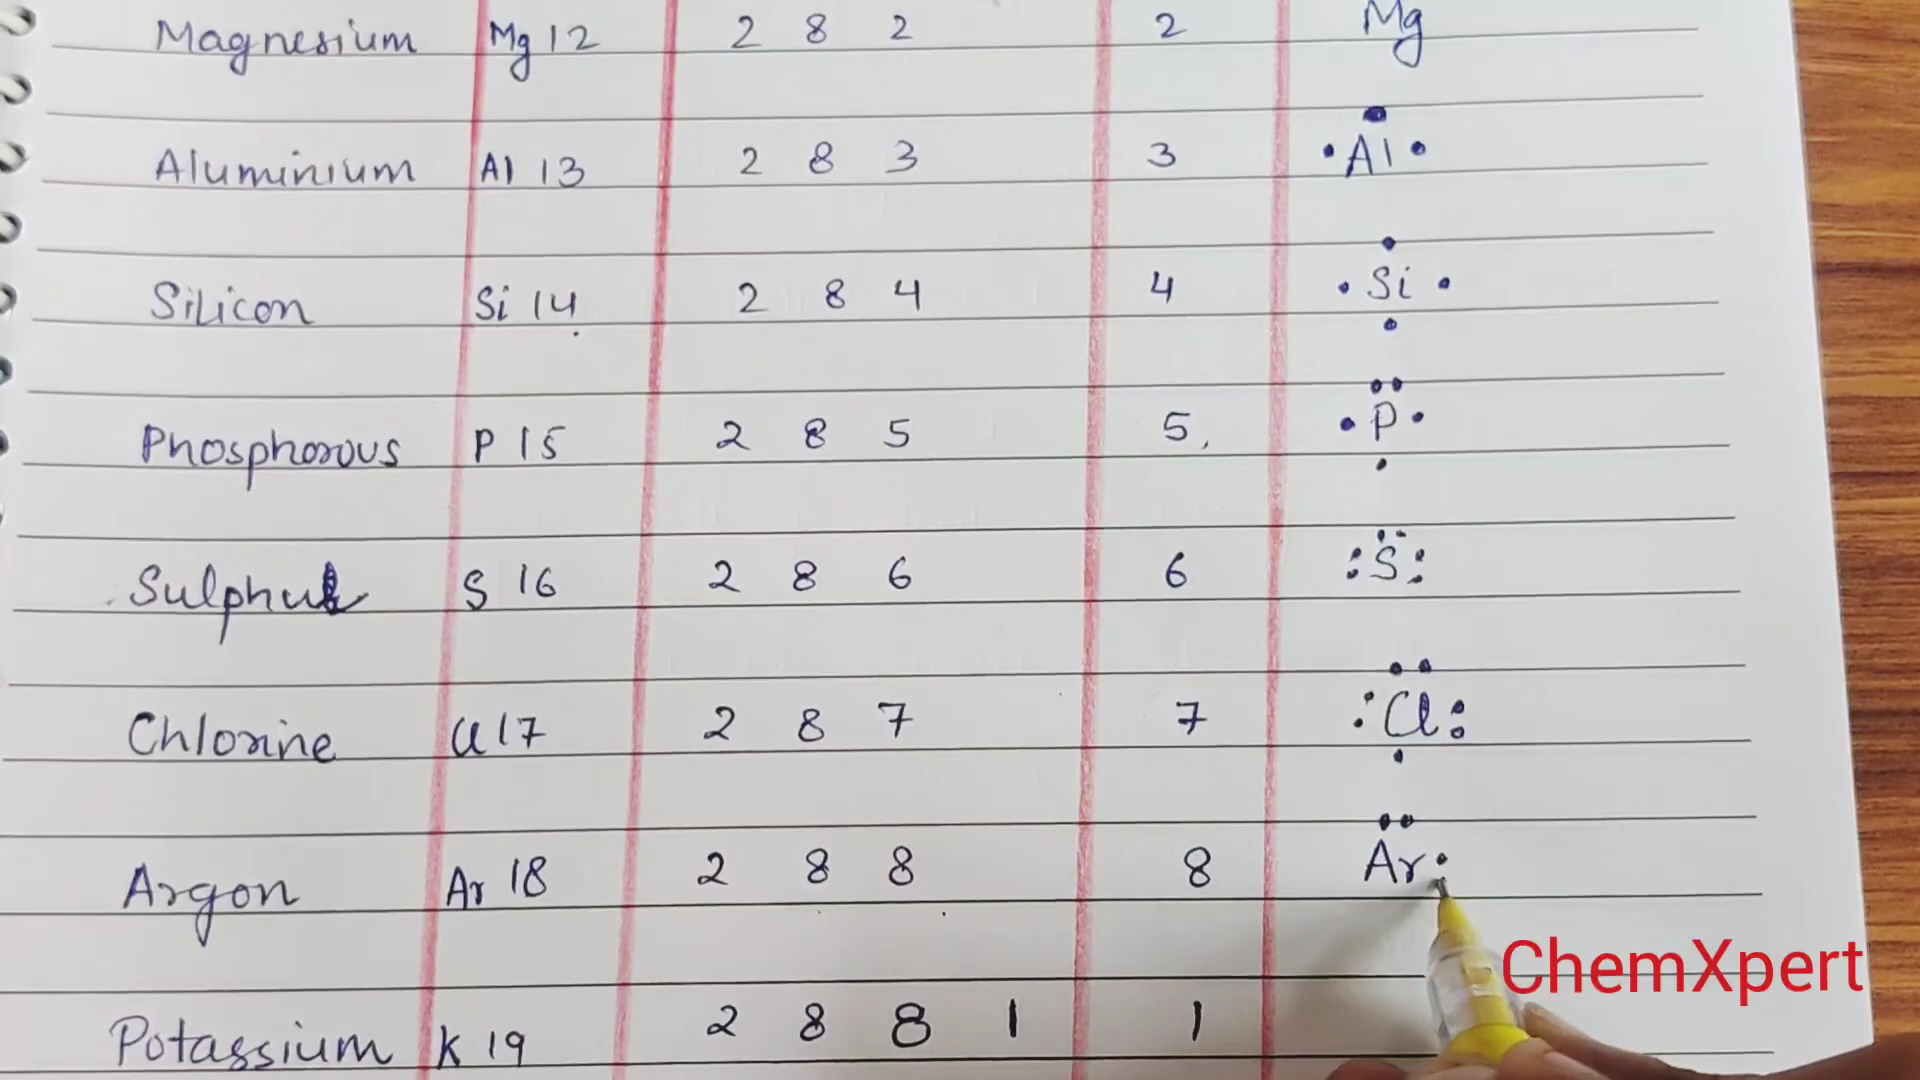 Magnesium Mg 12 2 8 2 2 Mg
Aluminium Al 13 2 8 3 3 Al
Silicon Si 14 2 8 4 4 Si
Phosphorous P 15 2 8 5 5, P
Sulphur S 16 2 8 6 6 S
Chlorine Cl 17 2 8 7 7 Cl
Argon Ar 18 2 8 8 8 Ar
ChemXpert
Potassium K 19 2 8 8 1 1